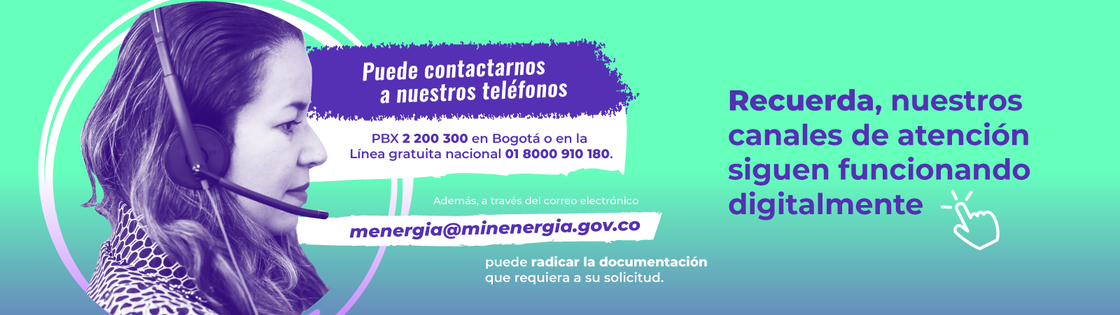 Puede contactarnos
a nuestros teléfonos
PBX 2 200 300 en Bogotá o en la
Línea gratuita nacional 01 8000 910 180.
Además, a través del correo electrónico
menergia@minenergia.gov.co
puede radicar la documentación
que requiera a su solicitud.
Recuerda, nuestros
canales de atención
siguen funcionando
digitalmente